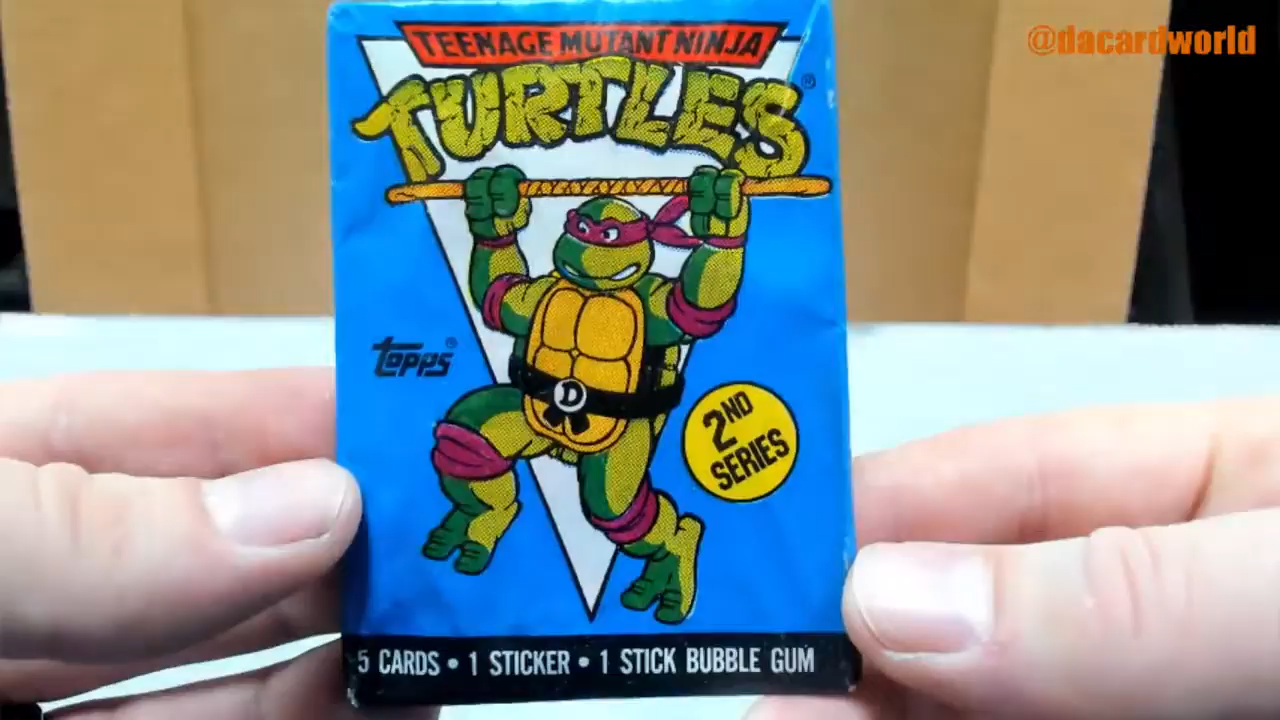 @dacardworld
TEENAGE MUTANT NINJA
TURTLES®
topps®
D
2ND
SERIES
5 CARDS • 1 STICKER • 1 STICK BUBBLE GUM